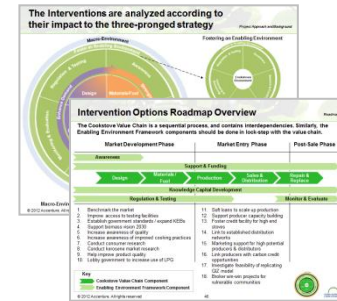 The Interventions are analyzed according to
their impact to the three-pronged strategy
Project Approach and Background
Macro-Environment
Fostering an Enabling Environment
Design
Materials/Fuel
Intervention Options Roadmap Overview
The Cookstove Value Chain is a sequential process, and contains interdependencies. Similarly, the
Enabling Environment Framework components should be done in lock-step with the value-chain.
Market Development Phase
Market Entry Phase
Post-Sale Phase
Awareness
Support & Funding
Design
Materials / Fuel
Production
Sales & Distribution
Repair & Replace
Knowledge Capital Development
Regulation & Testing
Monitor & Evaluate
1. Benchmark the market
2. Improve access to testing facilities
3. Establish government standards / expand KEBs
4. Support biomass vision 2030
5. Increase awareness of quality
6. Increase awareness of improved cooking practices
7. Conduct consumer research
8. Conduct kerosene market research
9. Help improve product quality
10. Lobby government to increase use of LPG
11. Soft loans to scale up production
12. Support producer capacity building
13. Foster credit facility for high end
stoves
14. Link to established distribution
networks
15. Marketing support for high potential
producers & distributors
16. Link producers with carbon credit
opportunities
17. Investigate feasibility of replicating
GIZ model
18. Broker win-win projects for
vulnerable communities
Key
Cookstove Value Chain Component
Enabling Environment Framework Component
© 2012 Accenture. All rights reserved.